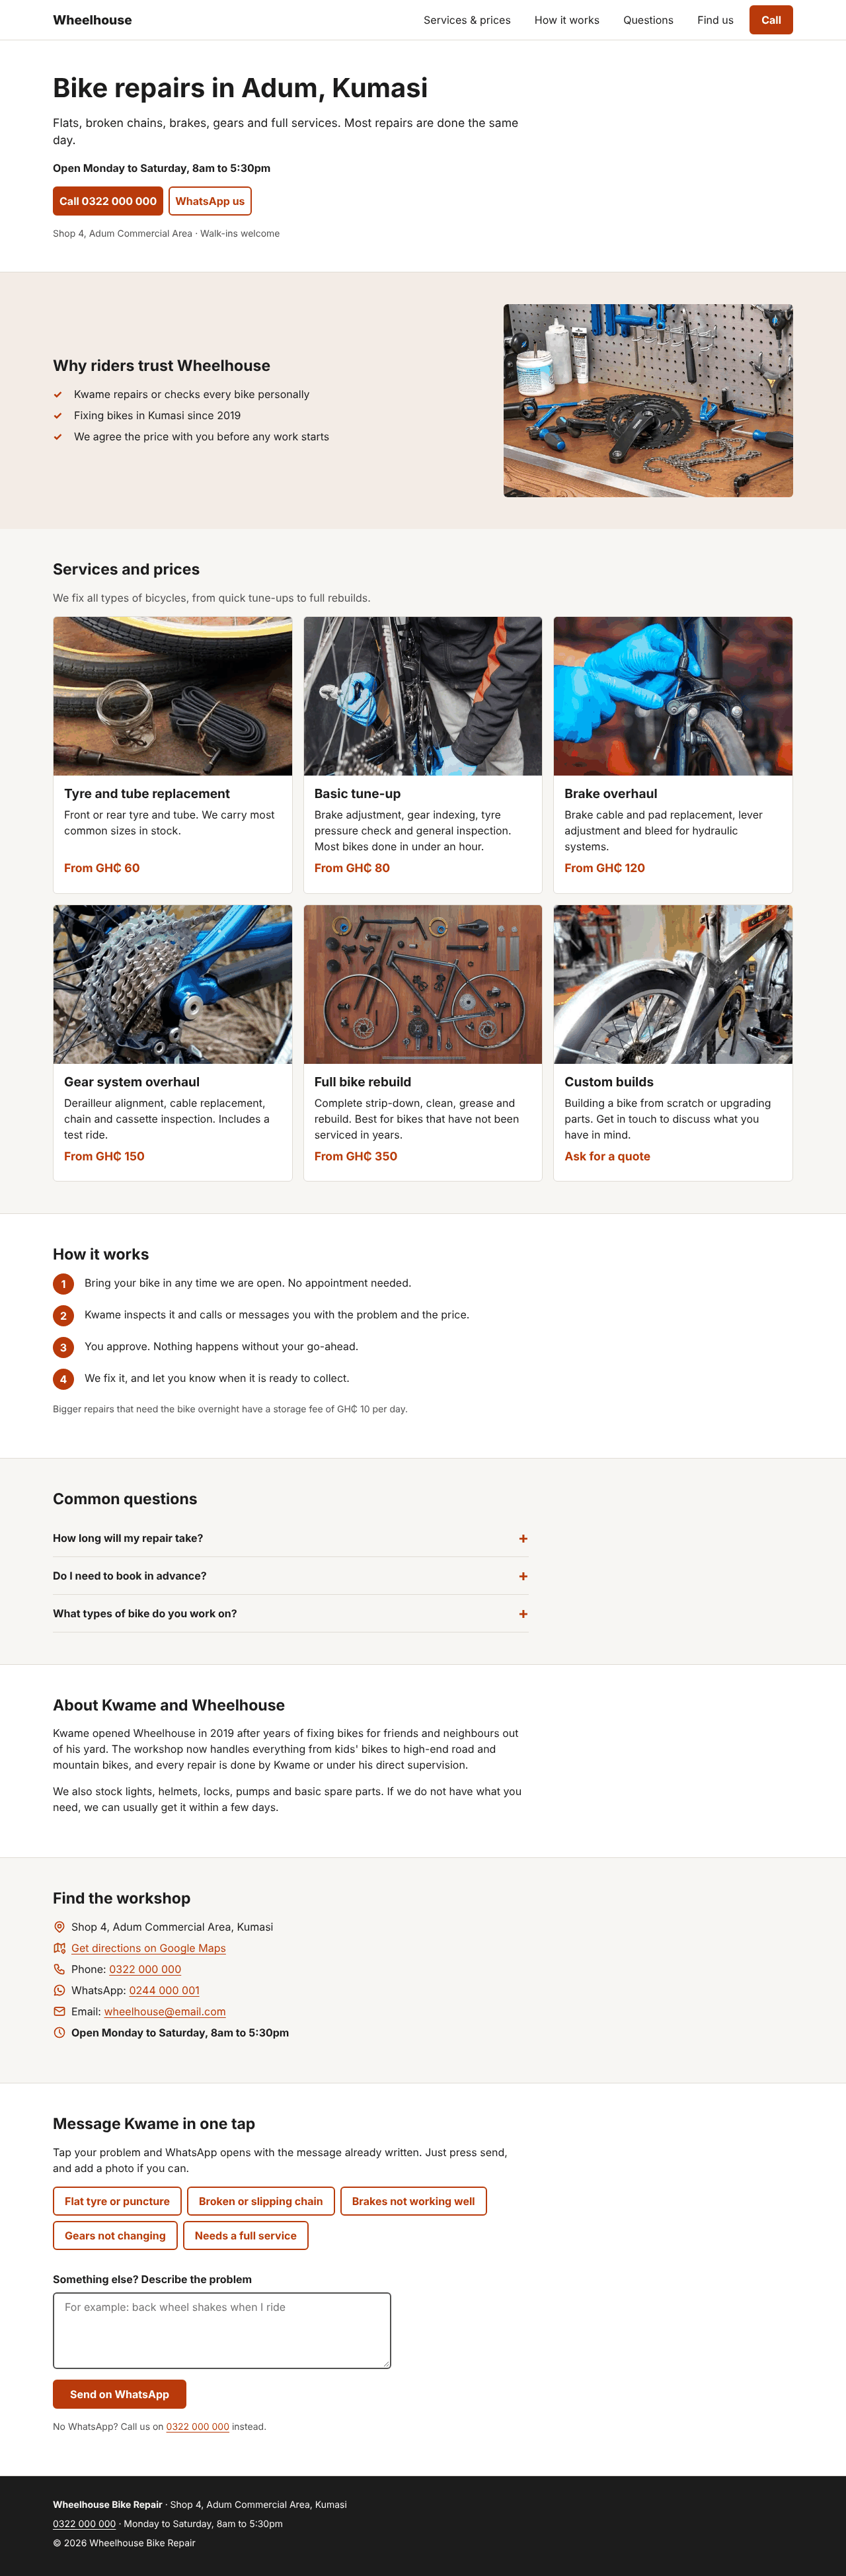 Wheelhouse
Services & prices
How it works
Questions
Find us
Call
Bike repairs in Adum, Kumasi
Flats, broken chains, brakes, gears and full services. Most repairs are done the same
day.
Open Monday to Saturday, 8am to 5:30pm
Call 0322 000 000
WhatsApp us
Shop 4, Adum Commercial Area · Walk-ins welcome
Why riders trust Wheelhouse
Kwame repairs or checks every bike personally
Fixing bikes in Kumasi since 2019
We agree the price with you before any work starts
Services and prices
We fix all types of bicycles, from quick tune-ups to full rebuilds.
Tyre and tube replacement
Front or rear tyre and tube. We carry most
common sizes in stock.
From GH₵ 60
Basic tune-up
Brake adjustment, gear indexing, tyre
pressure check and general inspection.
Most bikes done in under an hour.
From GH₵ 80
Brake overhaul
Brake cable and pad replacement, lever
adjustment and bleed for hydraulic
systems.
From GH₵ 120
Gear system overhaul
Derailleur alignment, cable replacement,
chain and cassette inspection. Includes a
test ride.
From GH₵ 150
Full bike rebuild
Complete strip-down, clean, grease and
rebuild. Best for bikes that have not been
serviced in years.
From GH₵ 350
Custom builds
Building a bike from scratch or upgrading
parts. Get in touch to discuss what you
have in mind.
Ask for a quote
How it works
1 Bring your bike in any time we are open. No appointment needed.
2 Kwame inspects it and calls or messages you with the problem and the price.
3 You approve. Nothing happens without your go-ahead.
4 We fix it, and let you know when it is ready to collect.
Bigger repairs that need the bike overnight have a storage fee of GH₵ 10 per day.
Common questions
How long will my repair take? +
Do I need to book in advance? +
What types of bike do you work on? +
About Kwame and Wheelhouse
Kwame opened Wheelhouse in 2019 after years of fixing bikes for friends and neighbours out
of his yard. The workshop now handles everything from kids' bikes to high-end road and
mountain bikes, and every repair is done by Kwame or under his direct supervision.
We also stock lights, helmets, locks, pumps and basic spare parts. If we do not have what you
need, we can usually get it within a few days.
Find the workshop
Shop 4, Adum Commercial Area, Kumasi
Get directions on Google Maps
Phone: 0322 000 000
WhatsApp: 0244 000 001
Email: wheelhouse@email.com
Open Monday to Saturday, 8am to 5:30pm
Message Kwame in one tap
Tap your problem and WhatsApp opens with the message already written. Just press send,
and add a photo if you can.
Flat tyre or puncture
Broken or slipping chain
Brakes not working well
Gears not changing
Needs a full service
Something else? Describe the problem
For example: back wheel shakes when I ride
Send on WhatsApp
No WhatsApp? Call us on 0322 000 000 instead.
Wheelhouse Bike Repair · Shop 4, Adum Commercial Area, Kumasi
0322 000 000 · Monday to Saturday, 8am to 5:30pm
© 2026 Wheelhouse Bike Repair